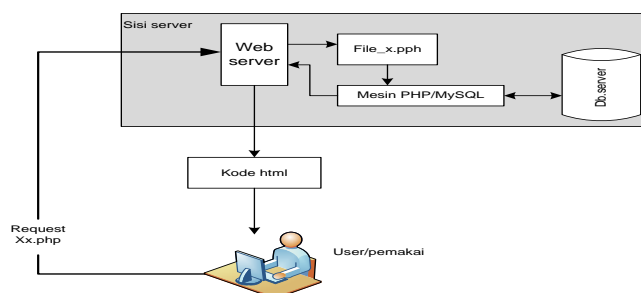 Sisi server
Web
server
File_x.pph
Mesin PHP/MySQL
Db.server
Kode html
Request
Xx.php
User/pemakai